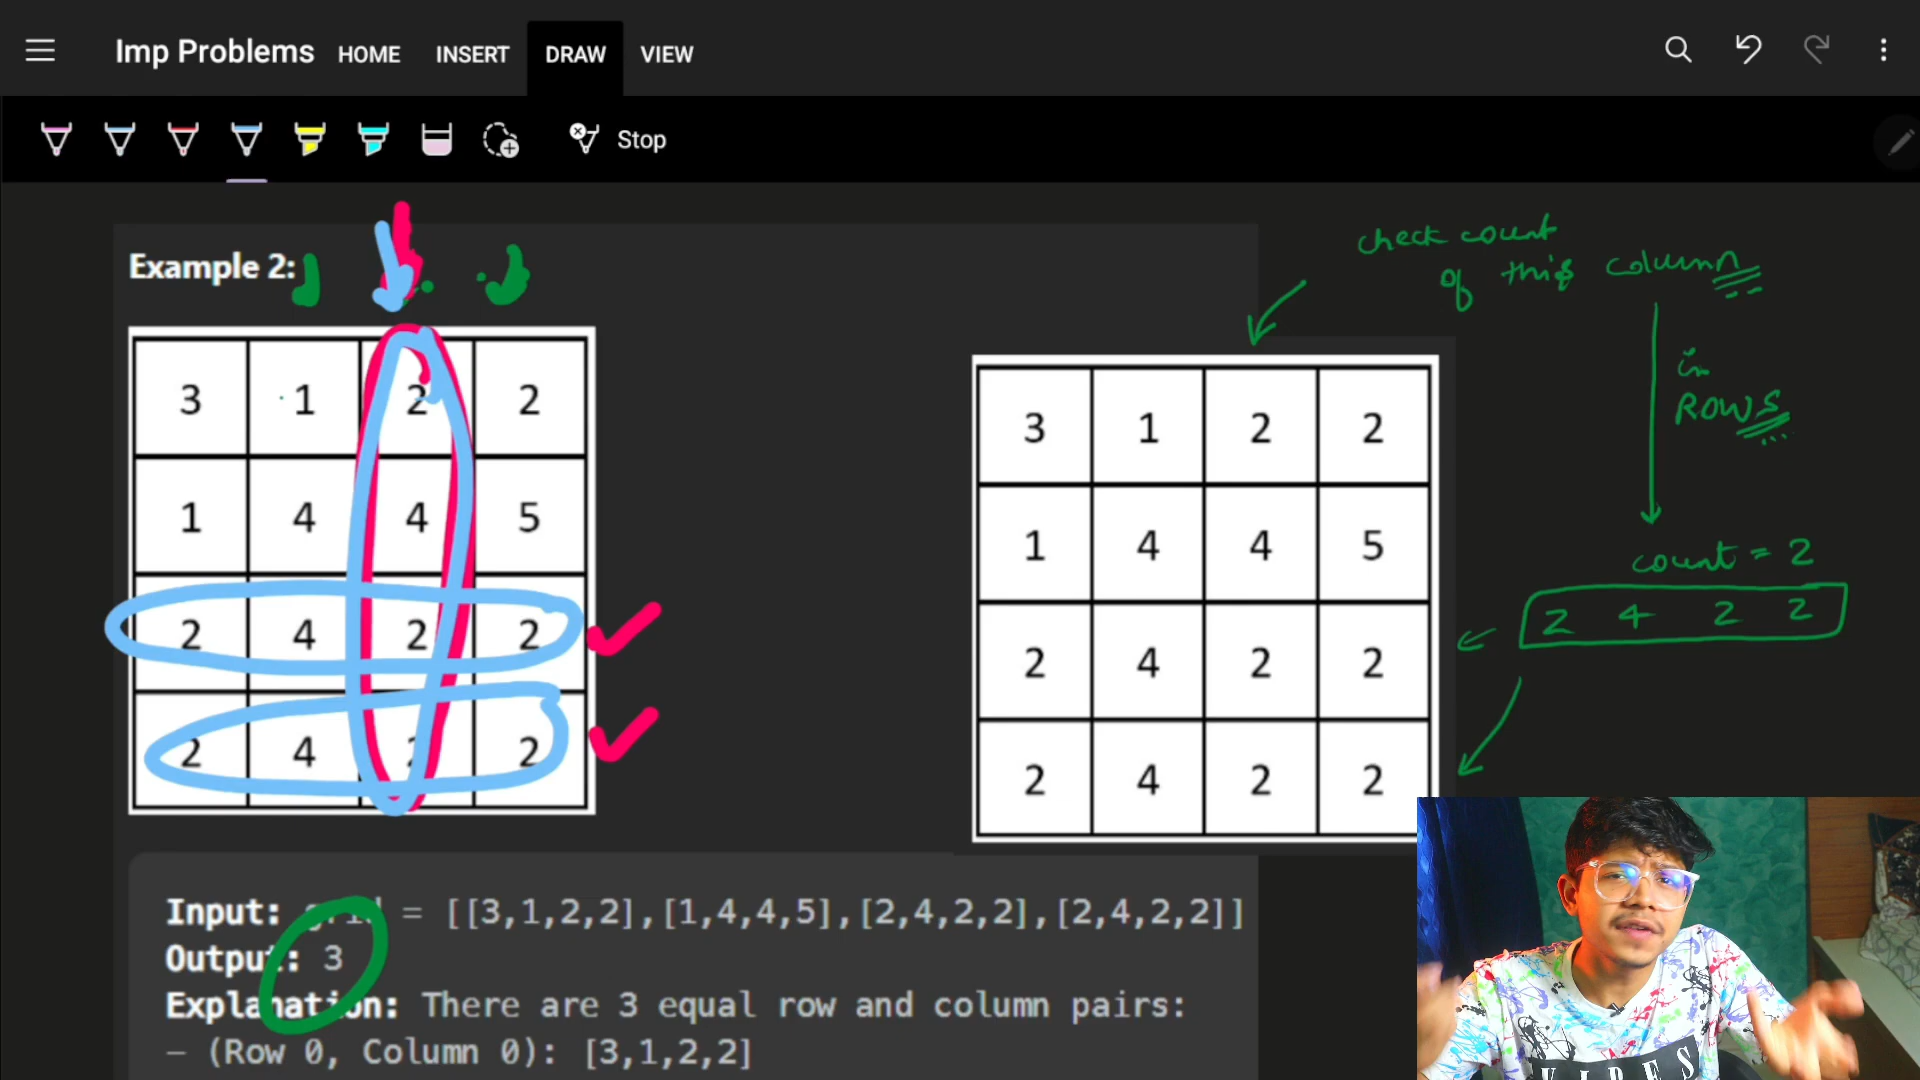 Imp Problems HOME INSERT DRAW VIEW
Stop
Example 2:
3 1 2 2
1 4 4 5
2 4 2 2
2 4 2
check count
of this column
in
ROWS
count = 2
2 4 2 2
3 1 2 2
1 4 4 5
2 4 2 2
2 4 2 2
Input: grid = [[3,1,2,2],[1,4,4,5],[2,4,2,2],[2,4,2,2]]
Output: 3
Explanation: There are 3 equal row and column pairs:
– (Row 0, Column 0): [3,1,2,2]
VIBES